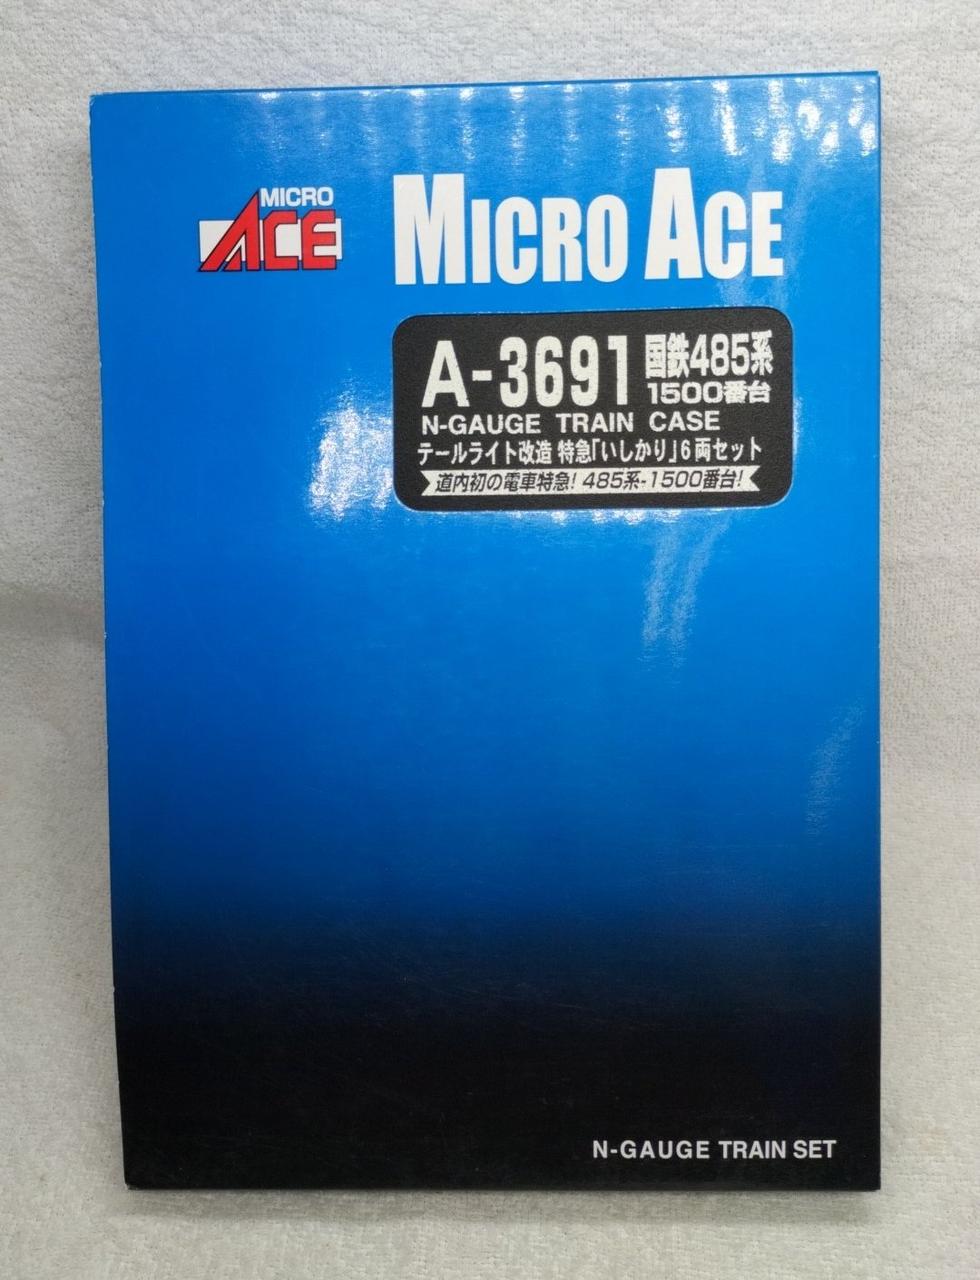 MICRO
ACE
MICRO ACE
A-3691 国鉄485系
1500番台
N-GAUGE TRAIN CASE
テールライト改造 特急「いしかり」6両セット
道内初の電車特急! 485系-1500番台!
N-GAUGE TRAIN SET